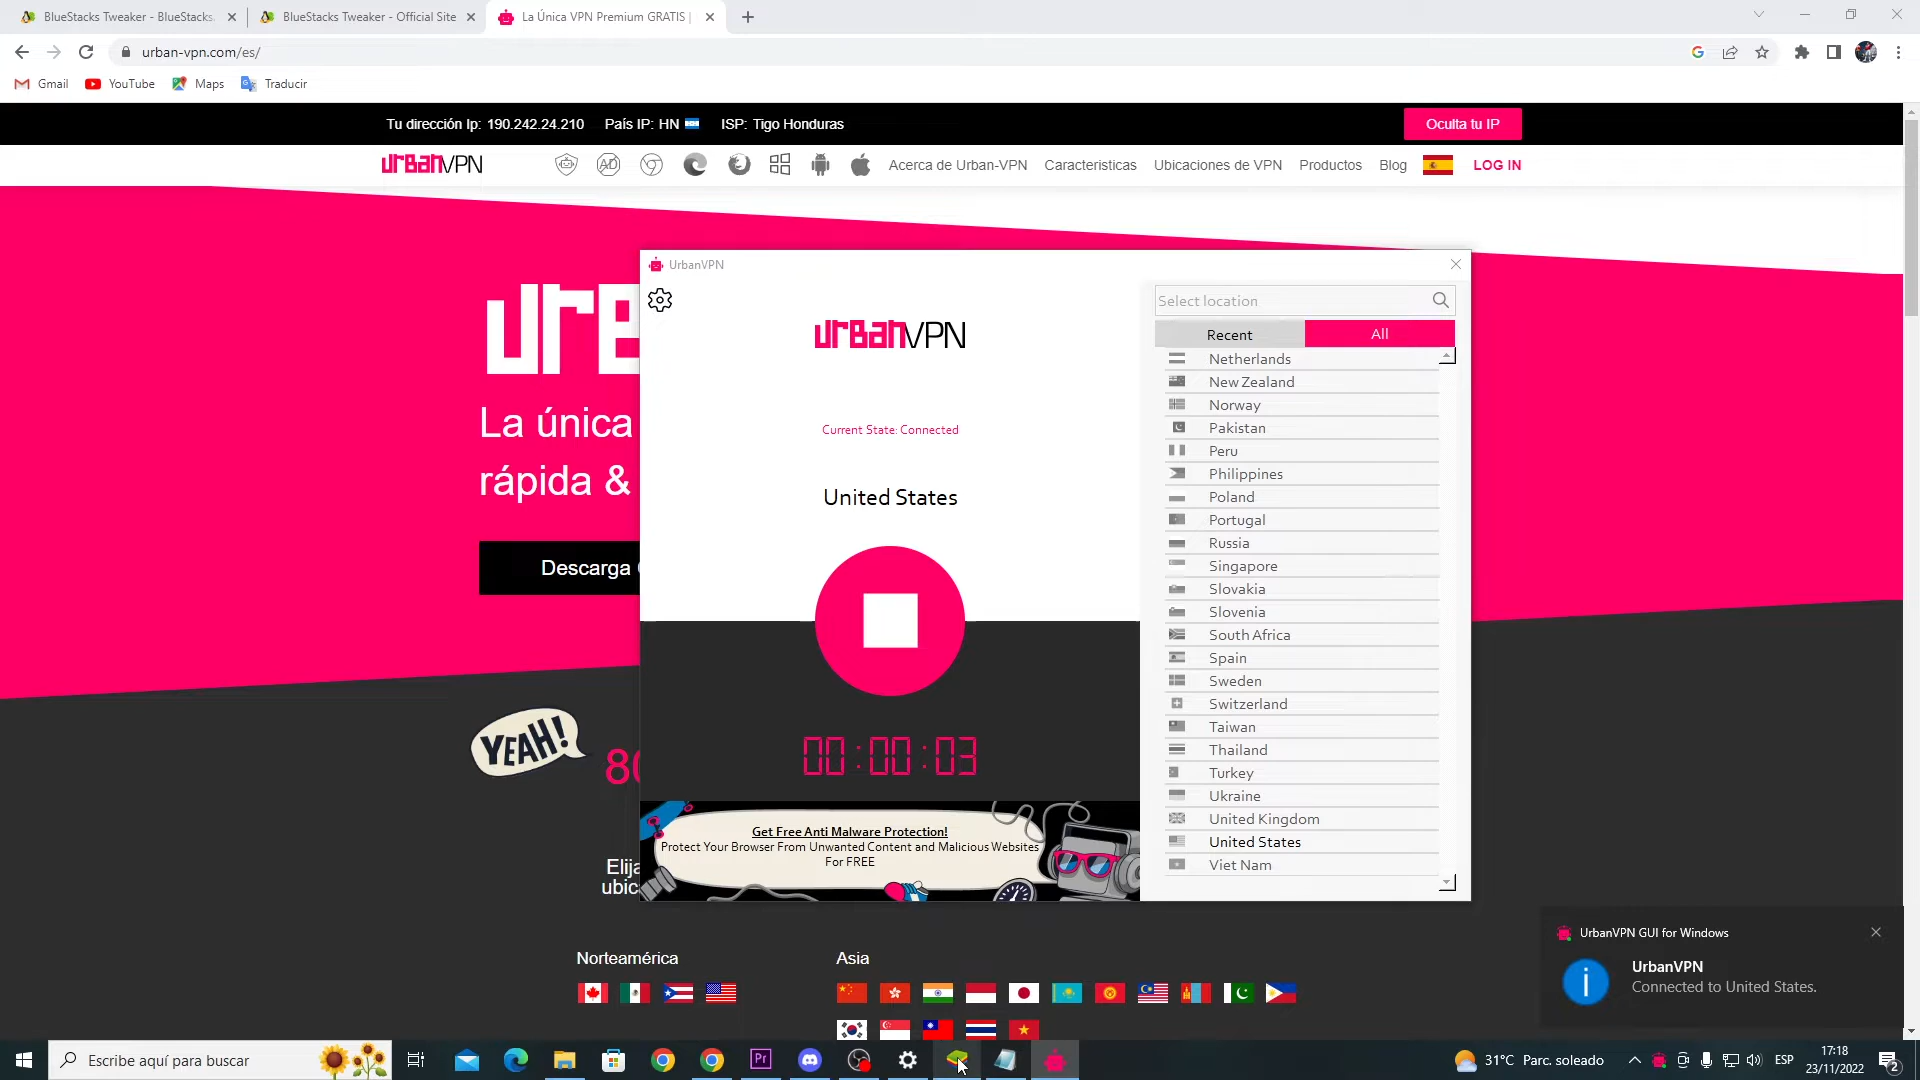 BlueStacks Tweaker - BlueStacks.
BlueStacks Tweaker - Official Site
La Única VPN Premium GRATIS |
urban-vpn.com/es/
Gmail
YouTube
Maps
Traducir
Tu dirección Ip: 190.242.24.210 País IP: HN ISP: Tigo Honduras
Oculta tu IP
urBanVPN
AD
Acerca de Urban-VPN
Caracteristicas
Ubicaciones de VPN
Productos
Blog
LOG IN
La única
rápida &
Descarga
YEAH!
80
Norteamérica
Asia
UrbanVPN
urBanVPN
Current State: Connected
United States
00:00:03
Get Free Anti Malware Protection!
Protect Your Browser From Unwanted Content and Malicious Websites
For FREE
Select location
Recent
All
Netherlands
New Zealand
Norway
Pakistan
Peru
Philippines
Poland
Portugal
Russia
Singapore
Slovakia
Slovenia
South Africa
Spain
Sweden
Switzerland
Taiwan
Thailand
Turkey
Ukraine
United Kingdom
United States
Viet Nam
UrbanVPN GUI for Windows
UrbanVPN
Connected to United States.
Escribe aquí para buscar
Pr
31°C Parc. soleado
ESP
17:18
23/11/2022
2